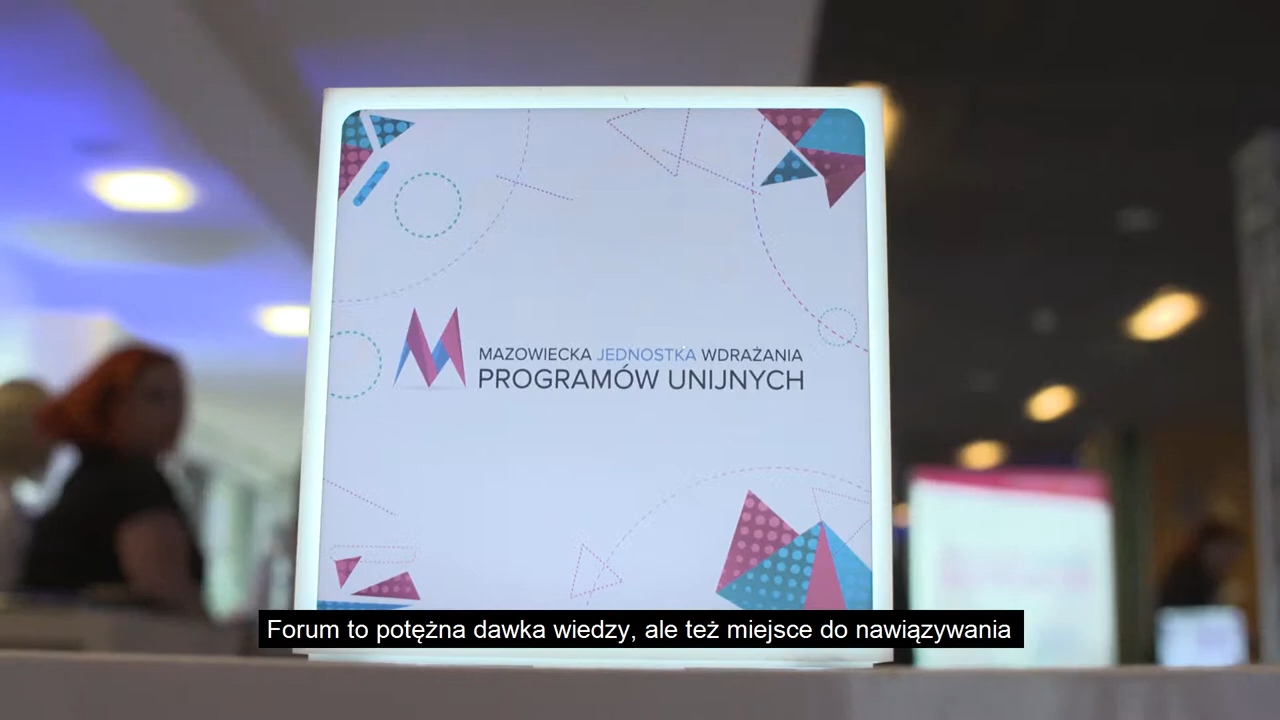 MAZOWIECKA JEDNOSTKA WDRAŻANIA
PROGRAMÓW UNIJNYCH
Forum to potężna dawka wiedzy, ale też miejsce do nawiązywania